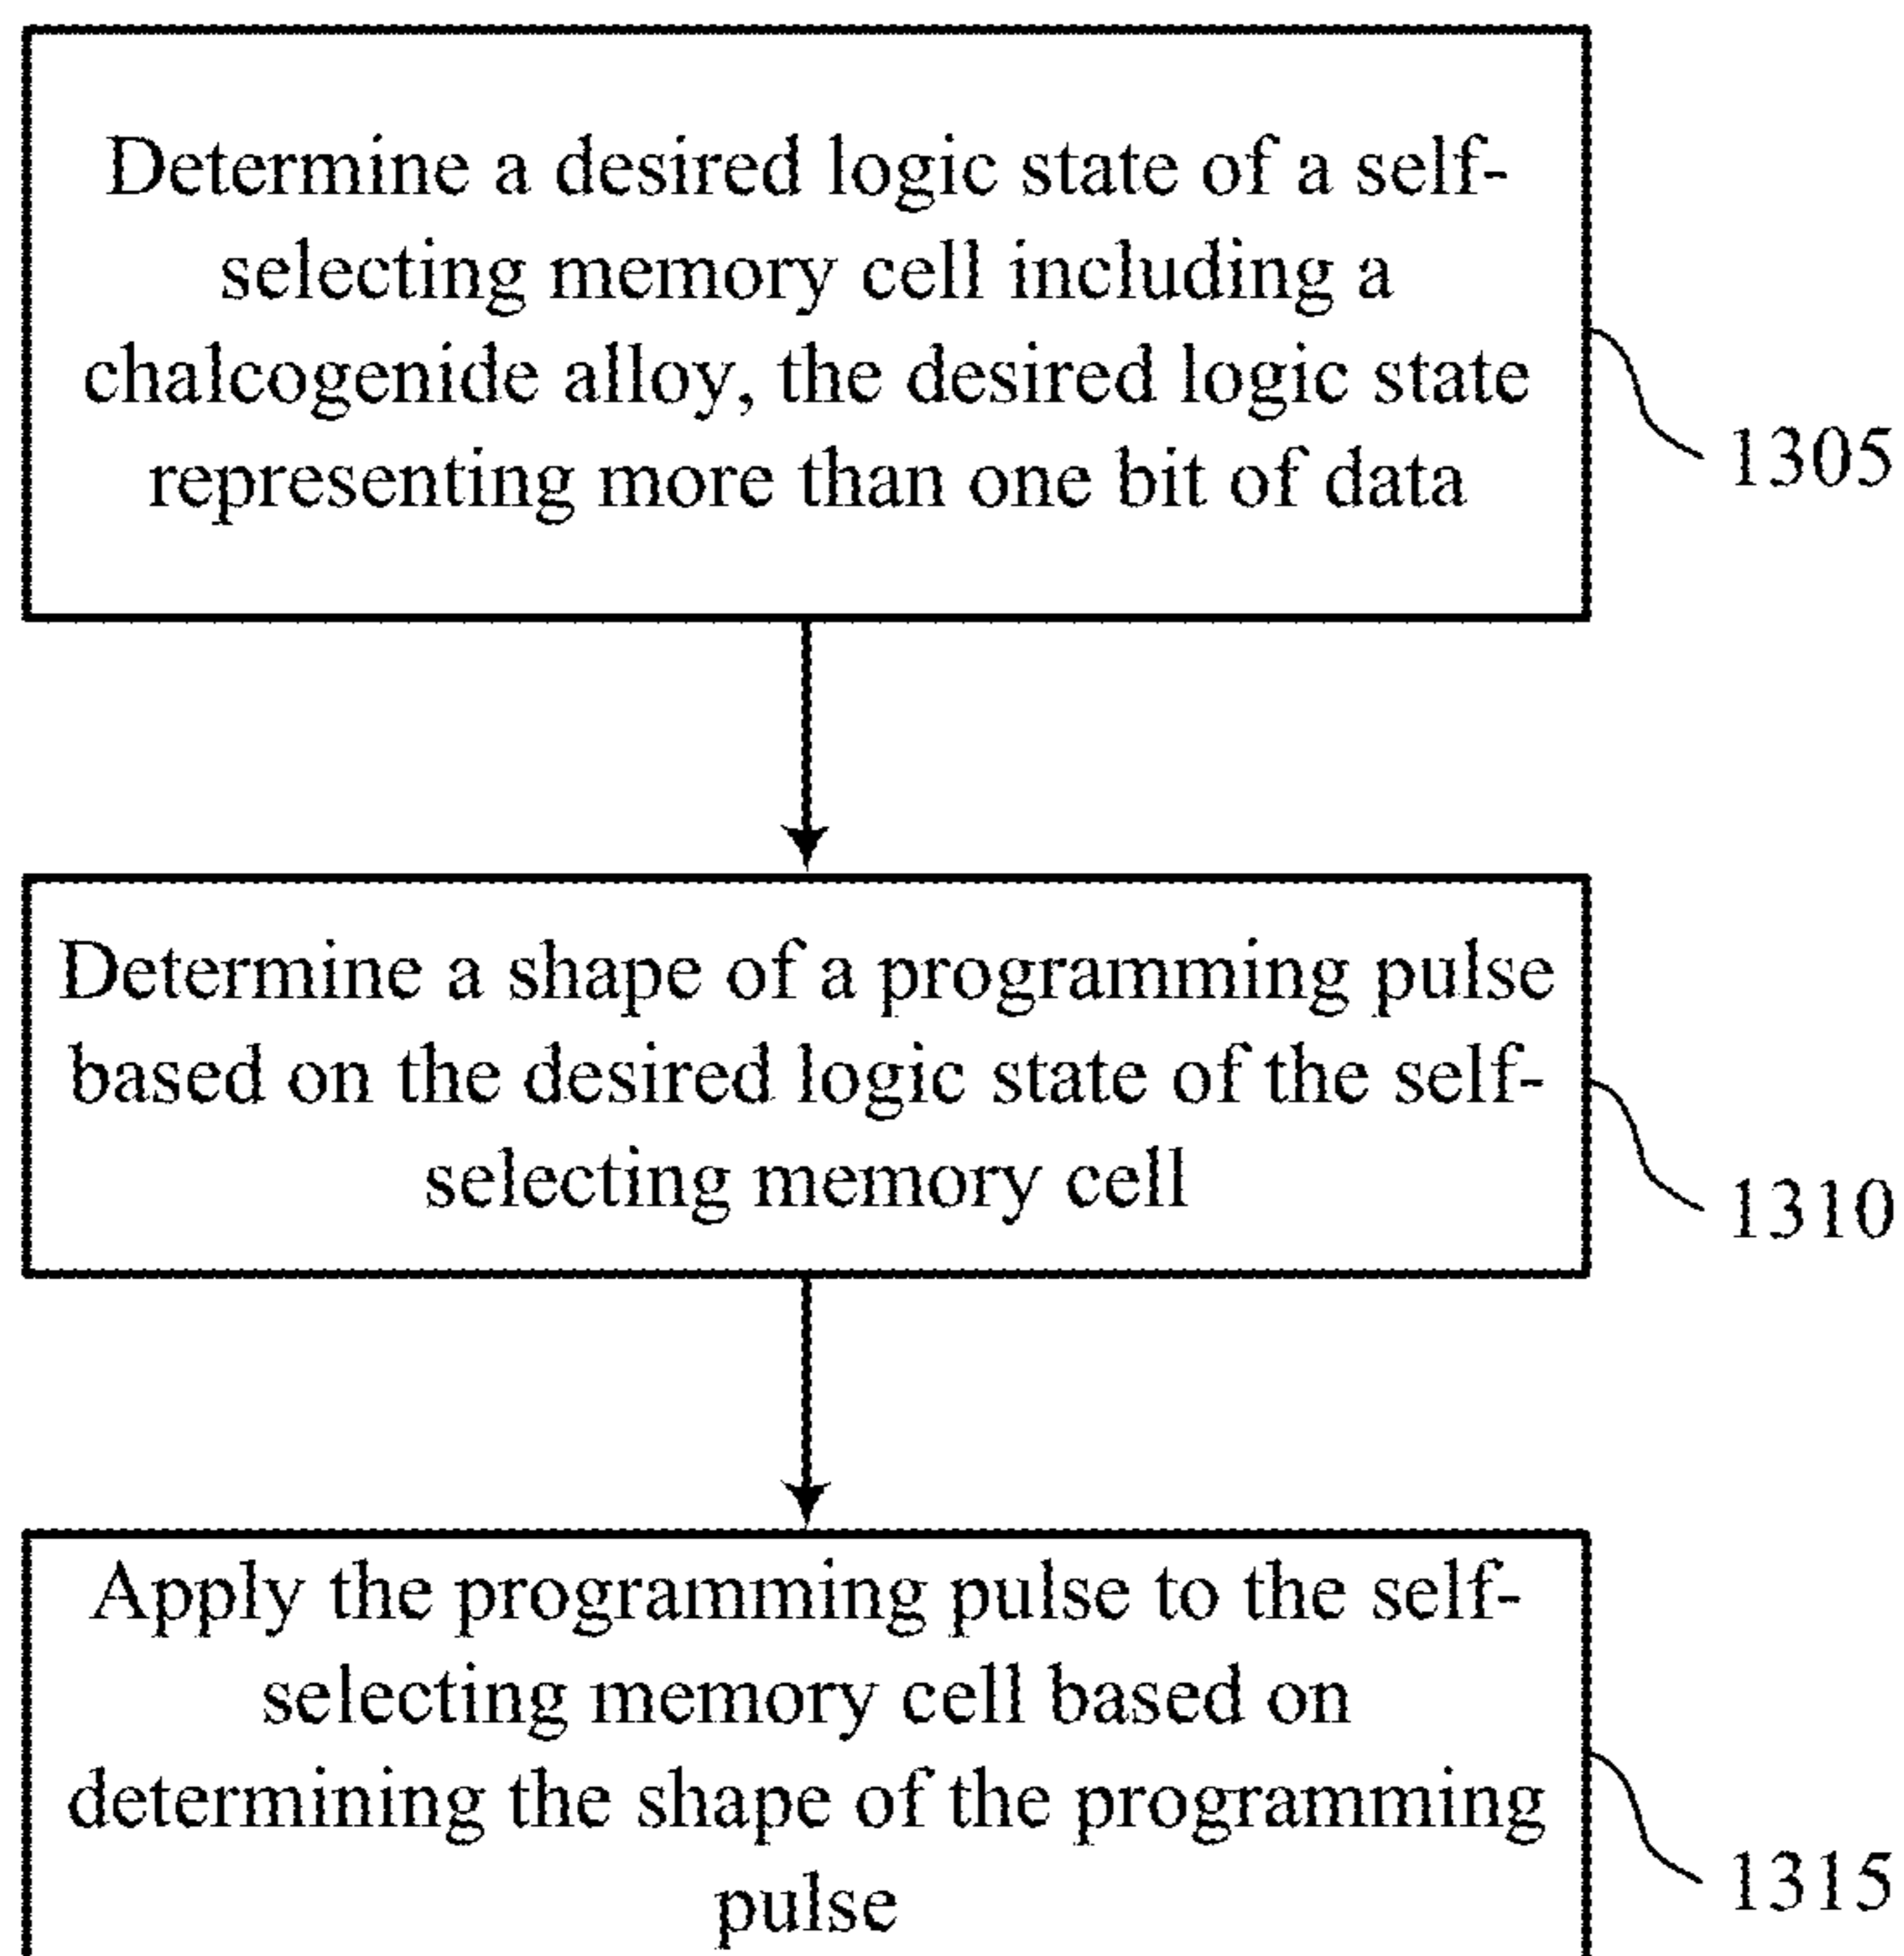 Determine a desired logic state of a self-
selecting memory cell including a
chalcogenide alloy, the desired logic state
representing more than one bit of data
1305
Determine a shape of a programming pulse
based on the desired logic state of the self-
selecting memory cell
1310
Apply the programming pulse to the self-
selecting memory cell based on
determining the shape of the programming
pulse
1315